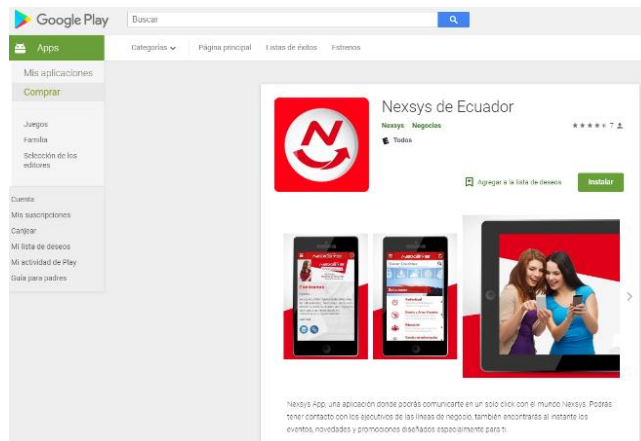 Google Play
Buscar
Apps
Categorías
Página principal
Listas de éxitos
Estrenos
Mis aplicaciones
Comprar
Juegos
Familia
Selección de los
editores
Cuenta
Mis suscripciones
Canjear
Mi lista de deseos
Mi actividad de Play
Guía para padres
Nexsys de Ecuador
Nexsys Negocios
7
Todos
Agregar a la lista de deseos
Instalar
NEXSYS
NEXSYS
Nexsys App, una aplicación donde podrás comunicarte en un solo click con el mundo Nexsys. Podrás
tener contacto con los ejecutivos de las líneas de negocio, también encontrarás al instante los
eventos, novedades y promociones diseñados especialmente para ti.